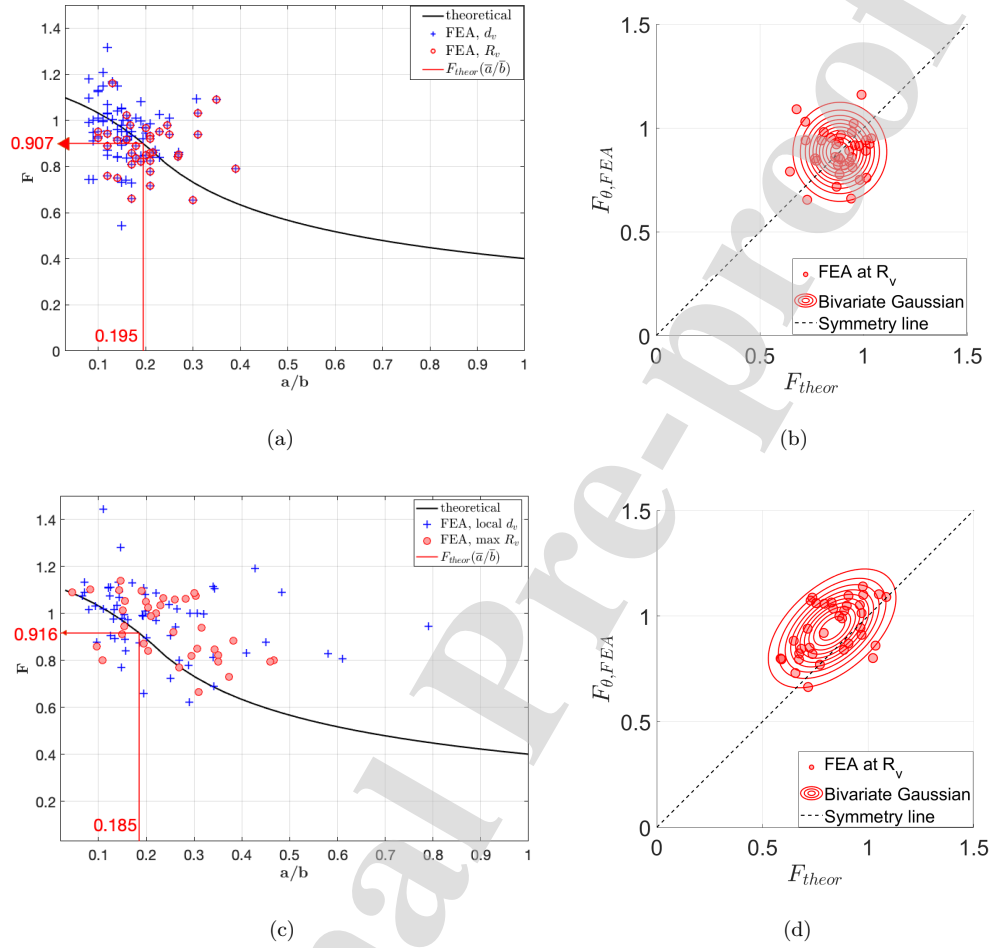 1.4
1.2
1
0.8
0.6
0.4
0.2
0
F
0.907
0.195
0.1 0.2 0.3 0.4 0.5 0.6 0.7 0.8 0.9 1
a/b
theoretical
FEA, d_v
FEA, R_v
F_theor(a̅/b̅)
(a)
1.5
1
0.5
0
F_θ,FEA
0 0.5 1 1.5
F_theor
FEA at R_v
Bivariate Gaussian
Symmetry line
(b)
1.4
1.2
1
0.8
0.6
0.4
0.2
F
0.916
0.185
0.1 0.2 0.3 0.4 0.5 0.6 0.7 0.8 0.9 1
a/b
theoretical
FEA, local d_v
FEA, max R_v
F_theor(a̅/b̅)
(c)
1.5
1
0.5
0
F_θ,FEA
0 0.5 1 1.5
F_theor
FEA at R_v
Bivariate Gaussian
Symmetry line
(d)
nal Pre-proof